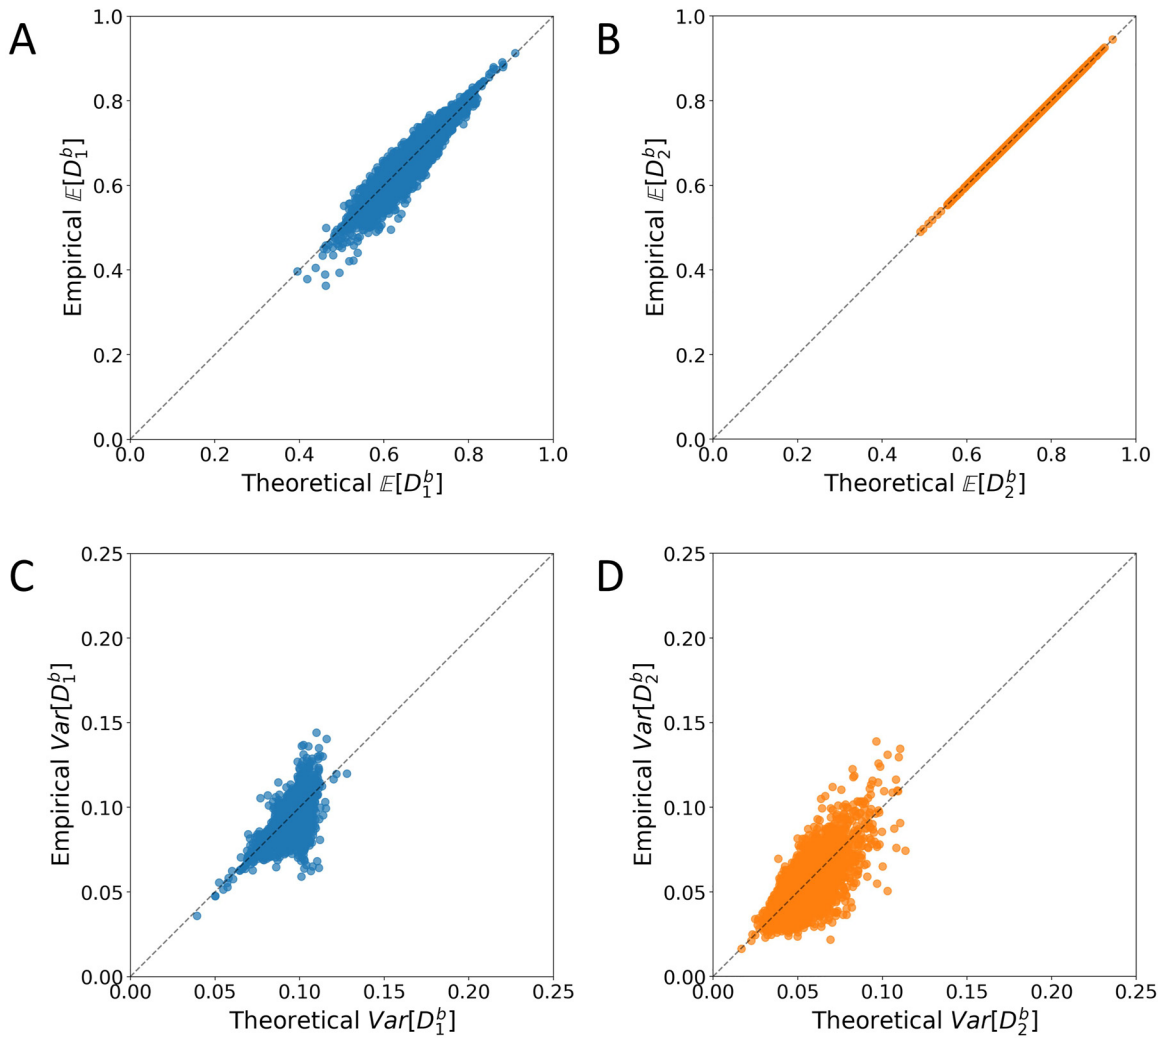 A
1.0
0.8
0.6
0.4
0.2
0.0
0.0 0.2 0.4 0.6 0.8 1.0
Empirical 𝔼[D₁ᵇ]
Theoretical 𝔼[D₁ᵇ]
B
1.0
0.8
0.6
0.4
0.2
0.0
0.0 0.2 0.4 0.6 0.8 1.0
Empirical 𝔼[D₂ᵇ]
Theoretical 𝔼[D₂ᵇ]
C
0.25
0.20
0.15
0.10
0.05
0.00
0.00 0.05 0.10 0.15 0.20 0.25
Empirical Var[D₁ᵇ]
Theoretical Var[D₁ᵇ]
D
0.25
0.20
0.15
0.10
0.05
0.00
0.00 0.05 0.10 0.15 0.20 0.25
Empirical Var[D₂ᵇ]
Theoretical Var[D₂ᵇ]